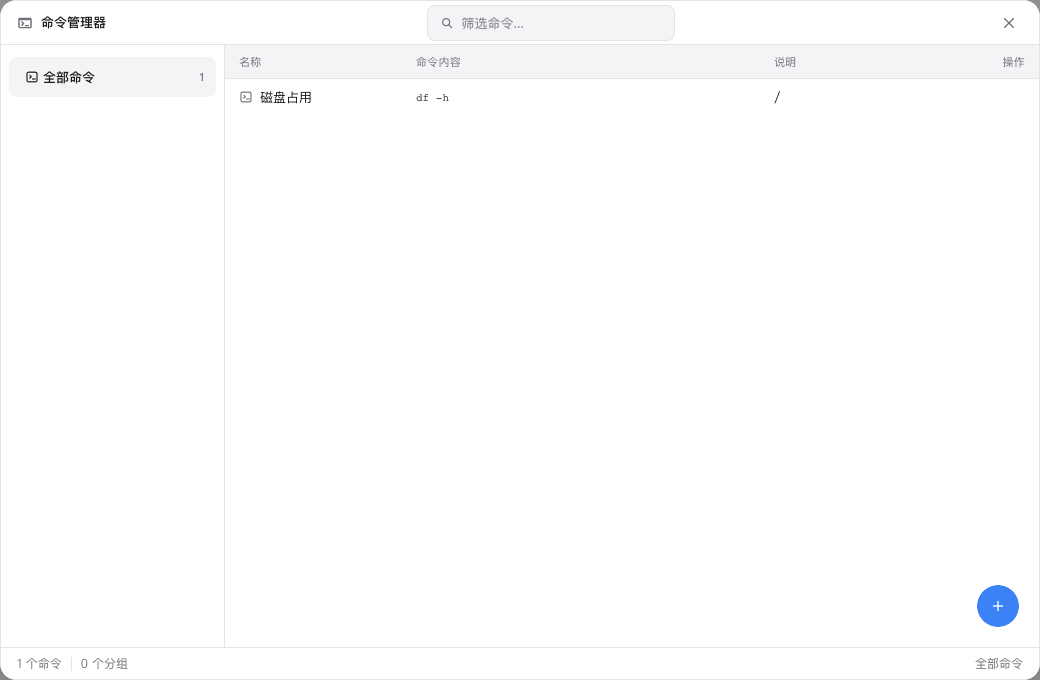 命令管理器
筛选命令...
全部命令 1
名称 命令内容 说明 操作
磁盘占用 df -h /
1 个命令 0 个分组 全部命令